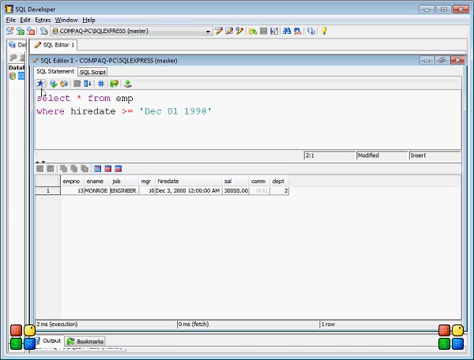 SQL Developer
File Edit Extras Window Help
COMPAQ-PC\SQLEXPRESS (master)
SQL Editor 1
SQL Editor 1 - COMPAQ-PC\SQLEXPRESS (master)
SQL Statement SQL Script
select * from emp
where hiredate >= 'Dec 01 1998'
2:1 Modified Insert
empno ename job mgr hiredate sal comm dept
1 13 MONROE ENGINEER 10 Dec 3, 2000 12:00:00 AM 30000.00 NULL 2
2 ms (execution) 0 ms (fetch) 1 row
Output Bookmarks